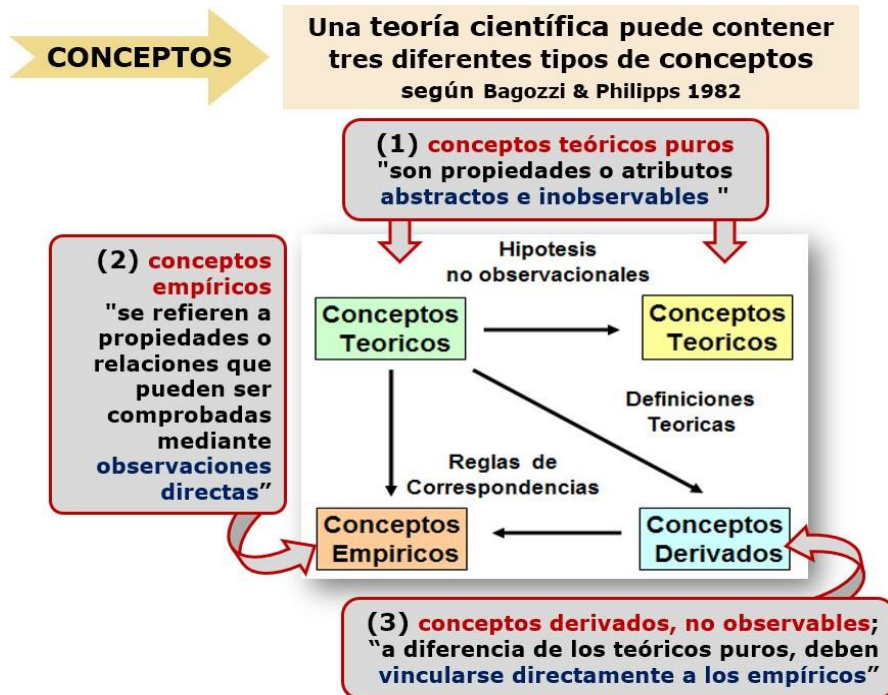 CONCEPTOS
Una teoría científica puede contener
tres diferentes tipos de conceptos
según Bagozzi & Philipps 1982
(1) conceptos teóricos puros
"son propiedades o atributos
abstractos e inobservables "
(2) conceptos
empíricos
"se refieren a
propiedades o
relaciones que
pueden ser
comprobadas
mediante
observaciones
directas”
Hipotesis
no observacionales
Conceptos
Teoricos
Conceptos
Teoricos
Definiciones
Teoricas
Reglas de
Correspondencias
Conceptos
Empiricos
Conceptos
Derivados
(3) conceptos derivados, no observables;
“a diferencia de los teóricos puros, deben
vincularse directamente a los empíricos”